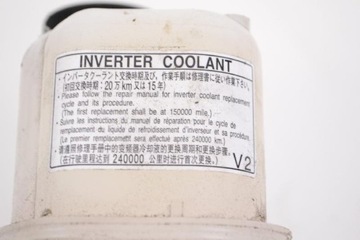 INVERTER COOLANT
・インバータクーラント交換時期及び、作業手順は修理書に従い作業下さい。
(初回交換時期：20万km又は15年)
- Please follow the repair manual for inverter coolant replacement
cycle and its procedure.
(The first replacement shall be at 150000 mile.)
- Suivre les instructions du manuel de réparation pour le cycle de
remplacement du liquide de refroidissement d'inverseur et sa procédure.
(Le premier remplacement sera effectué après 240000 km.)
- 请遵照修理手册中的变频器冷却液的更换周期和更换步骤。
(在行驶里程达到 240000 公里时进行首次更换。)
V2